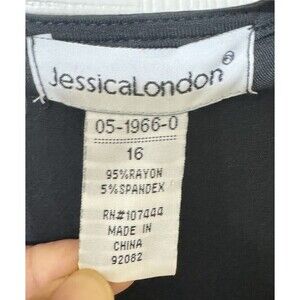 JessicaLondon®
05-1966-0
16
95%RAYON
5%SPANDEX
RN#107444
MADE IN
CHINA
92082